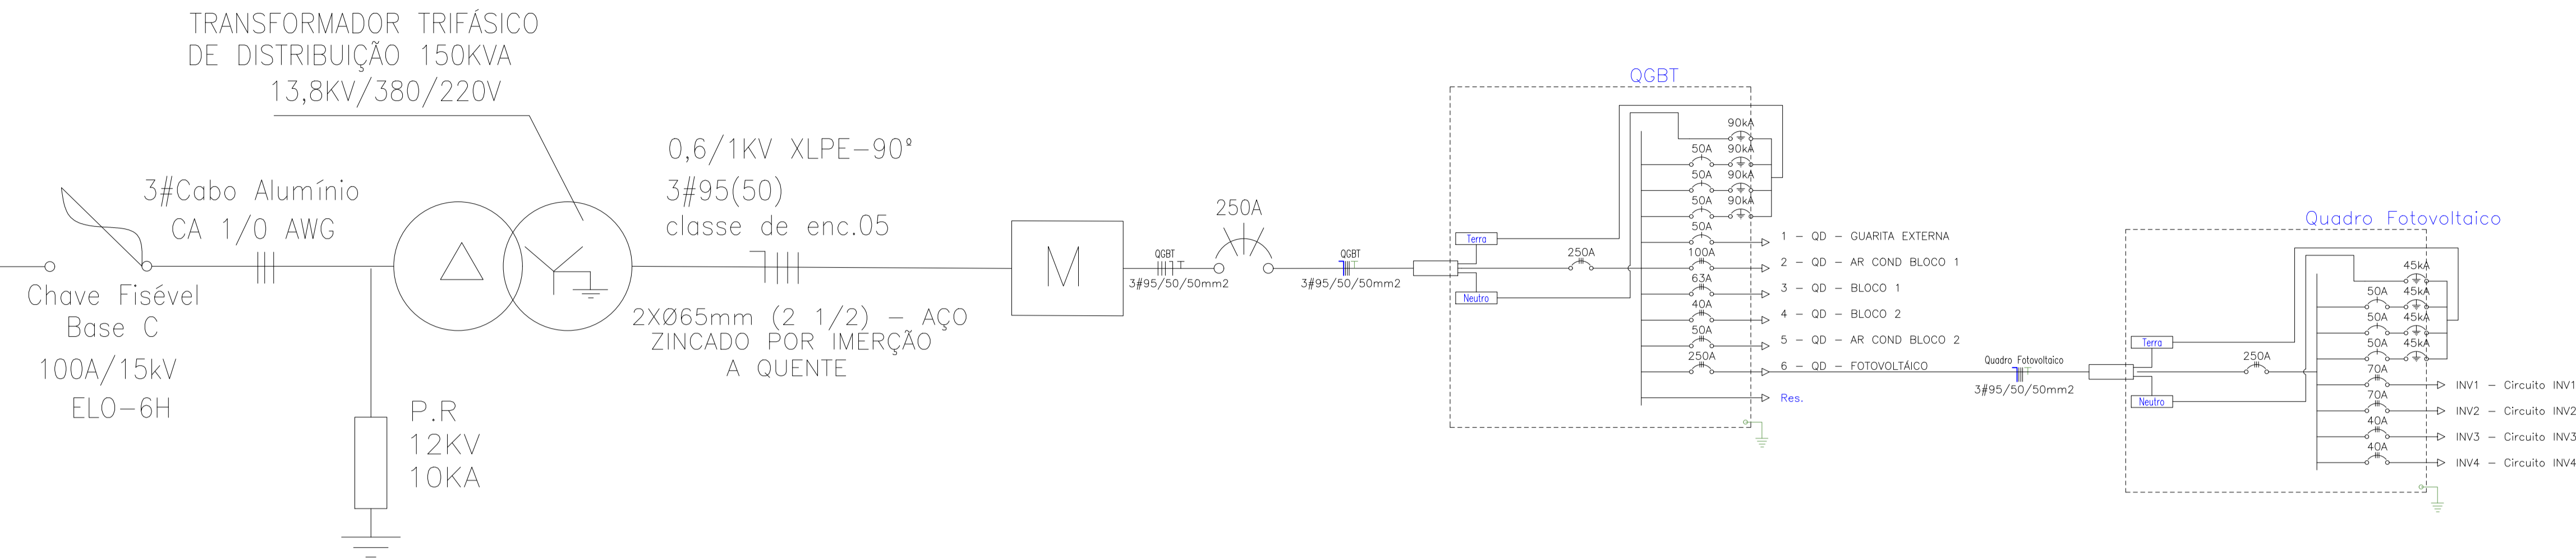 TRANSFORMADOR TRIFÁSICO
DE DISTRIBUIÇÃO 150KVA
13,8KV/380/220V
3#Cabo Alumínio
CA 1/0 AWG
Chave Fisével
Base C
100A/15kV
ELO-6H
P.R
12KV
10KA
0,6/1KV XLPE-90°
3#95(50)
classe de enc.05
2XØ65mm (2 1/2) - AÇO
ZINCADO POR IMERÇÃO
A QUENTE
M
QGBT
3#95/50/50mm2
250A
QGBT
3#95/50/50mm2
QGBT
Terra
Neutro
250A
90kA
50A 90kA
50A 90kA
50A 90kA
50A
1 - QD - GUARITA EXTERNA
100A
2 - QD - AR COND BLOCO 1
63A
3 - QD - BLOCO 1
40A
4 - QD - BLOCO 2
50A
5 - QD - AR COND BLOCO 2
250A
6 - QD - FOTOVOLTÁICO
Res.
Quadro Fotovoltaico
3#95/50/50mm2
Quadro Fotovoltaico
Terra
Neutro
250A
45kA
50A 45kA
50A 45kA
50A 45kA
70A
INV1 - Circuito INV1
70A
INV2 - Circuito INV2
40A
INV3 - Circuito INV3
40A
INV4 - Circuito INV4